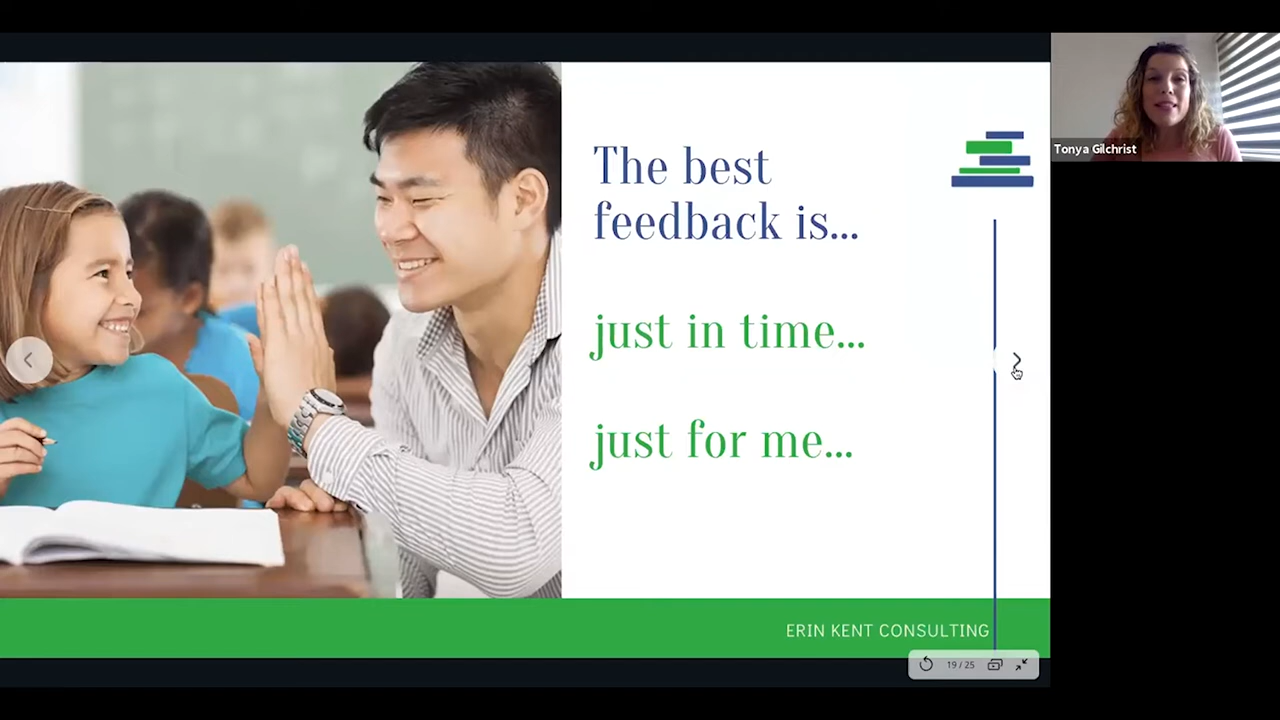 The best
feedback is...
just in time...
just for me...
Tonya Gilchrist
ERIN KENT CONSULTING
19 / 25